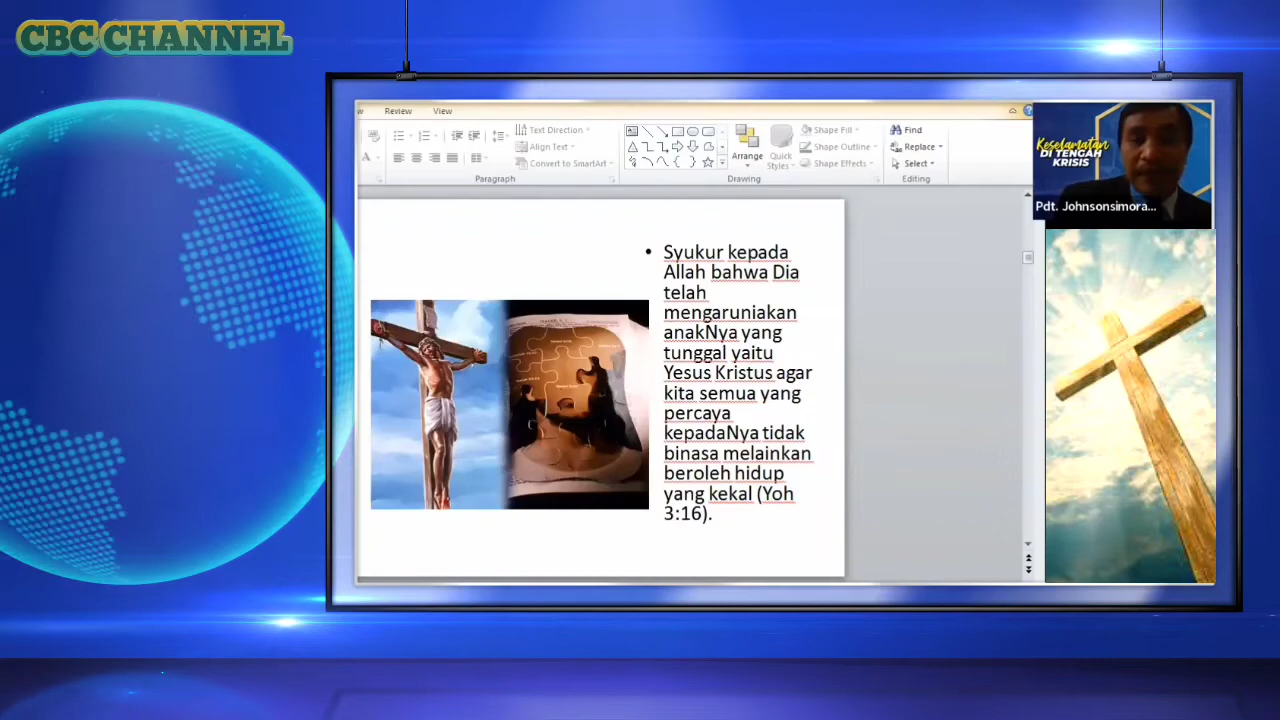 CBC CHANNEL
Review View
Text Direction
Align Text
Convert to SmartArt
Paragraph
Arrange
Quick
Styles
Shape Fill
Shape Outline
Shape Effects
Drawing
Find
Replace
Select
Editing
Keselamatan
DI TENGAH
KRISIS
Pdt. Johnsonsimora...
• Syukur kepada
Allah bahwa Dia
telah
mengaruniakan
anakNya yang
tunggal yaitu
Yesus Kristus agar
kita semua yang
percaya
kepadaNya tidak
binasa melainkan
beroleh hidup
yang kekal (Yoh
3:16).